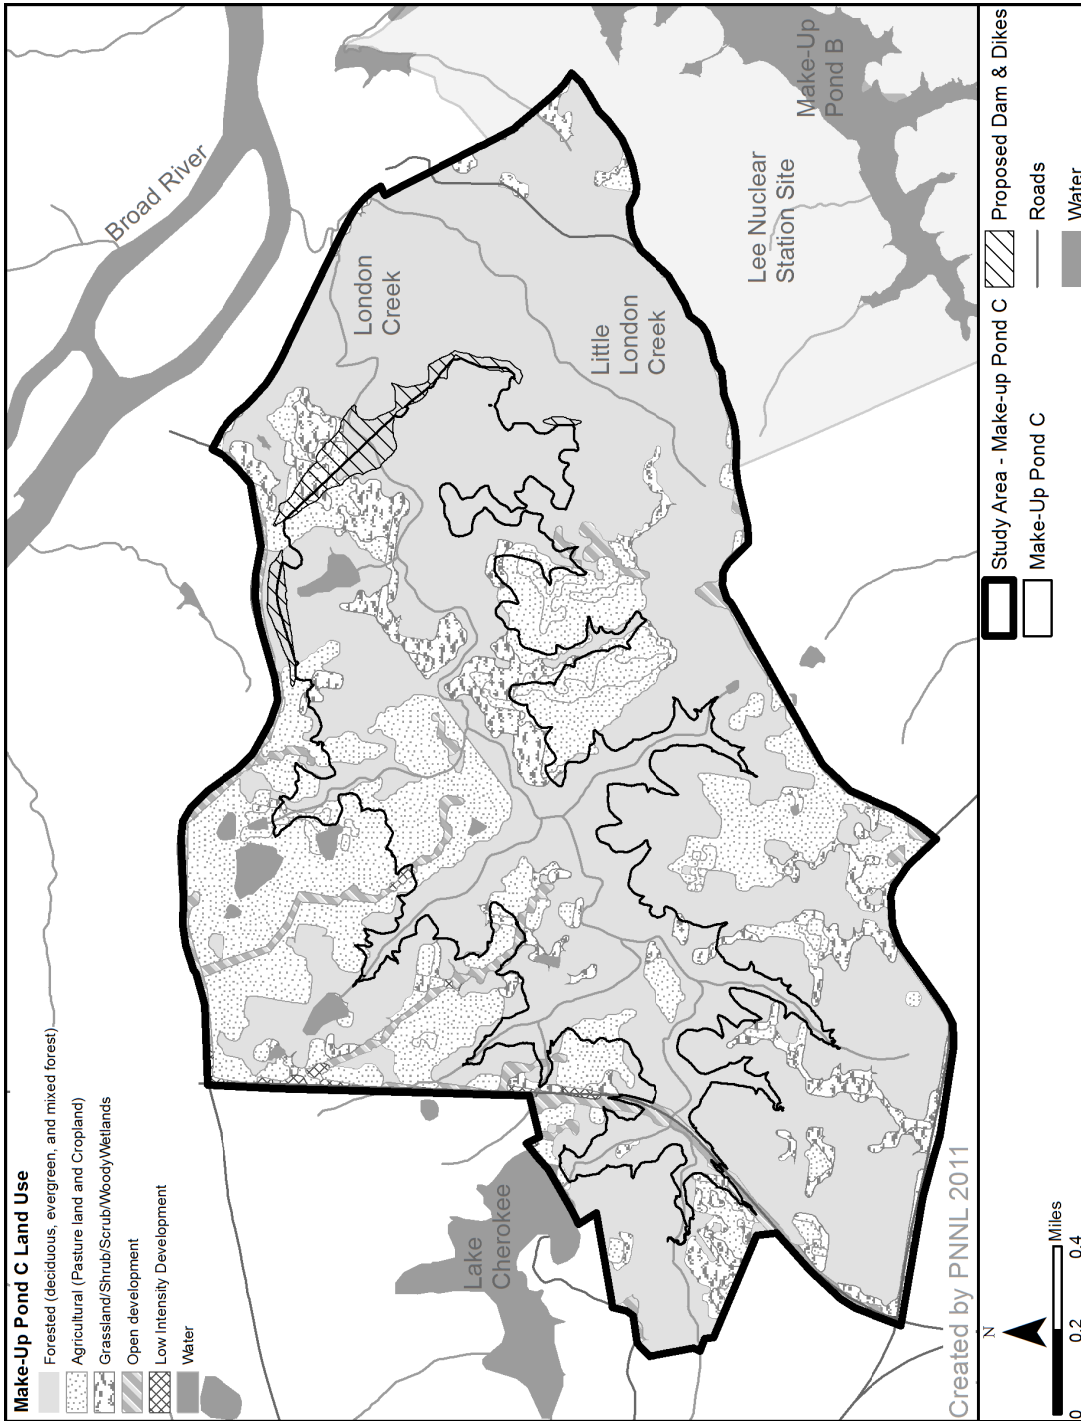 Make-Up Pond C Land Use
Forested (deciduous, evergreen, and mixed forest)
Agricultural (Pasture land and Cropland)
Grassland/Shrub/Scrub/WoodyWetlands
Open development
Low Intensity Development
Water
Broad River
London
Creek
Little
London
Creek
Make-Up
Pond B
Lee Nuclear
Station Site
Lake
Cherokee
Created by PNNL 2011
N
0 0.2 0.4
Miles
Study Area - Make-up Pond C
Make-Up Pond C
Proposed Dam & Dikes
Roads
Water